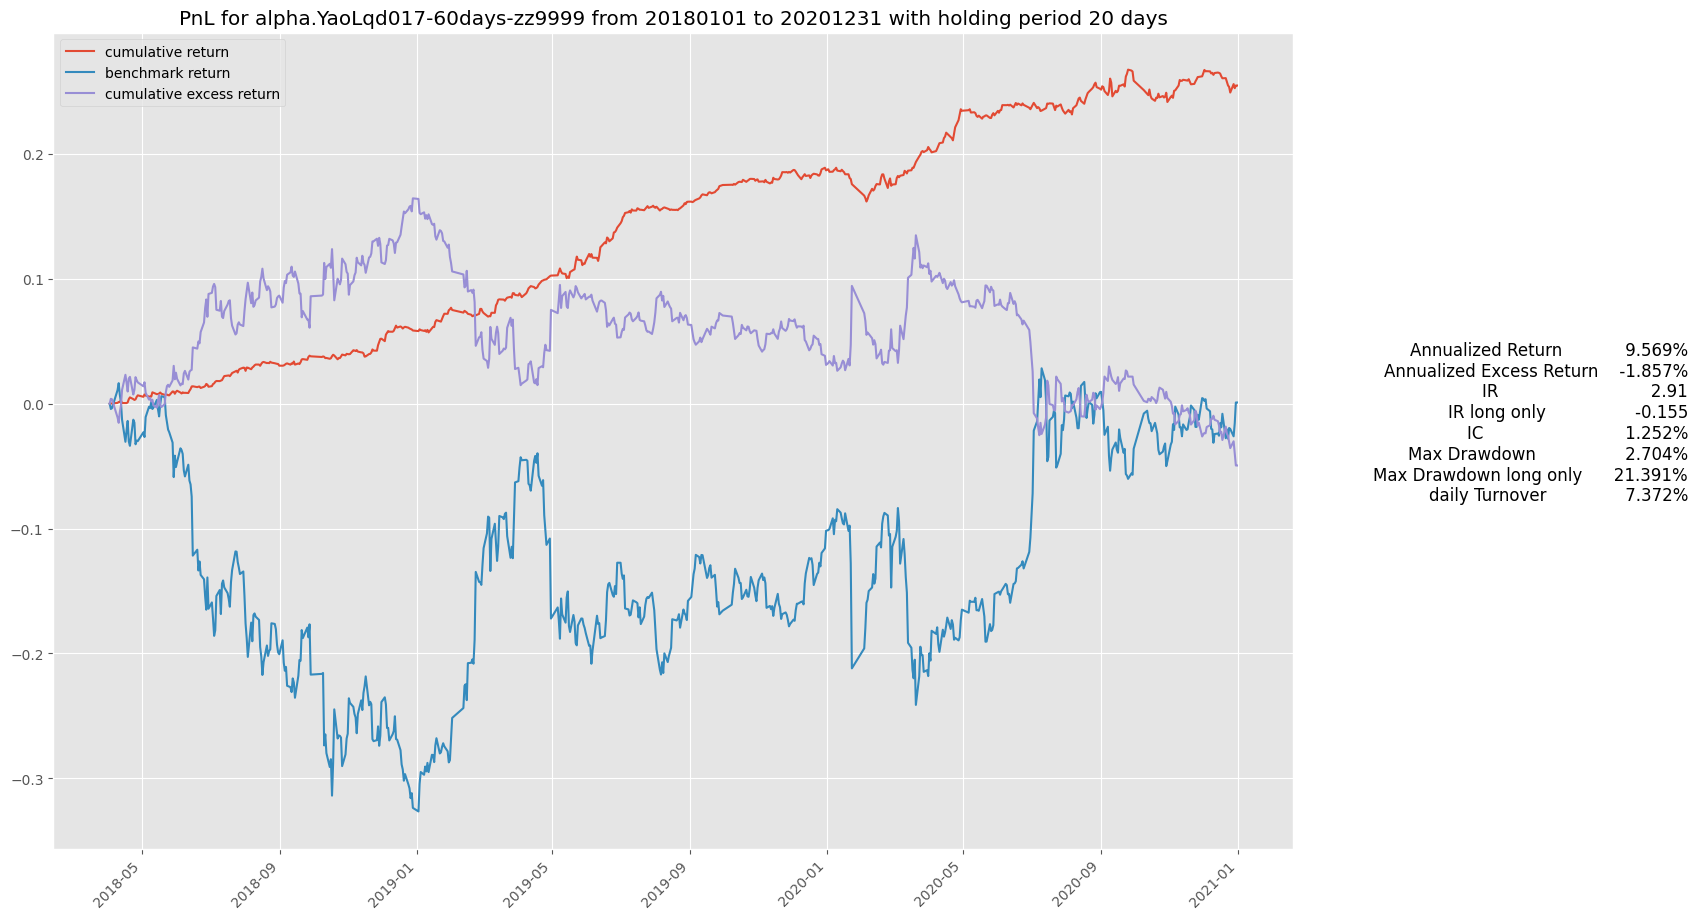 PnL for alpha.YaoLqd017-60days-zz9999 from 20180101 to 20201231 with holding period 20 days
cumulative return
benchmark return
cumulative excess return
0.2
0.1
0.0
−0.1
−0.2
−0.3
2018-05
2018-09
2019-01
2019-05
2019-09
2020-01
2020-05
2020-09
2021-01
Annualized Return 9.569%
Annualized Excess Return -1.857%
IR 2.91
IR long only -0.155
IC 1.252%
Max Drawdown 2.704%
Max Drawdown long only 21.391%
daily Turnover 7.372%